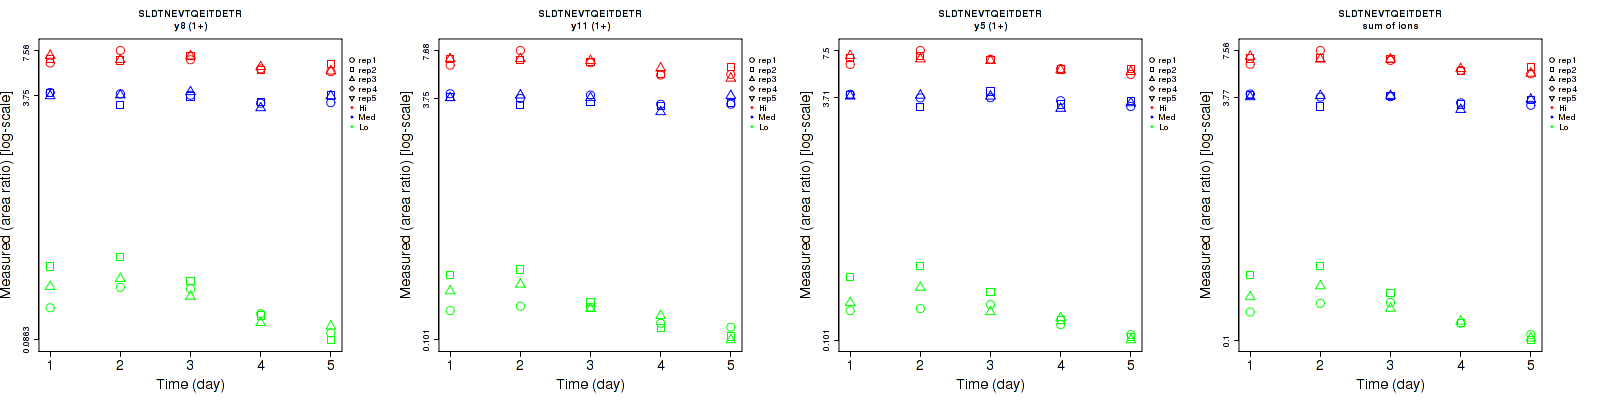 SLDTNEVTQEITDETR
y8 (1+)
Measured (area ratio) [log-scale]
7.56
3.75
0.0863
1 2 3 4 5
Time (day)
rep1
rep2
rep3
rep4
rep5
Hi
Med
Lo
SLDTNEVTQEITDETR
y11 (1+)
Measured (area ratio) [log-scale]
7.68
3.75
0.101
1 2 3 4 5
Time (day)
rep1
rep2
rep3
rep4
rep5
Hi
Med
Lo
SLDTNEVTQEITDETR
y5 (1+)
Measured (area ratio) [log-scale]
7.5
3.71
0.101
1 2 3 4 5
Time (day)
rep1
rep2
rep3
rep4
rep5
Hi
Med
Lo
SLDTNEVTQEITDETR
sum of ions
Measured (area ratio) [log-scale]
7.56
3.77
0.1
1 2 3 4 5
Time (day)
rep1
rep2
rep3
rep4
rep5
Hi
Med
Lo